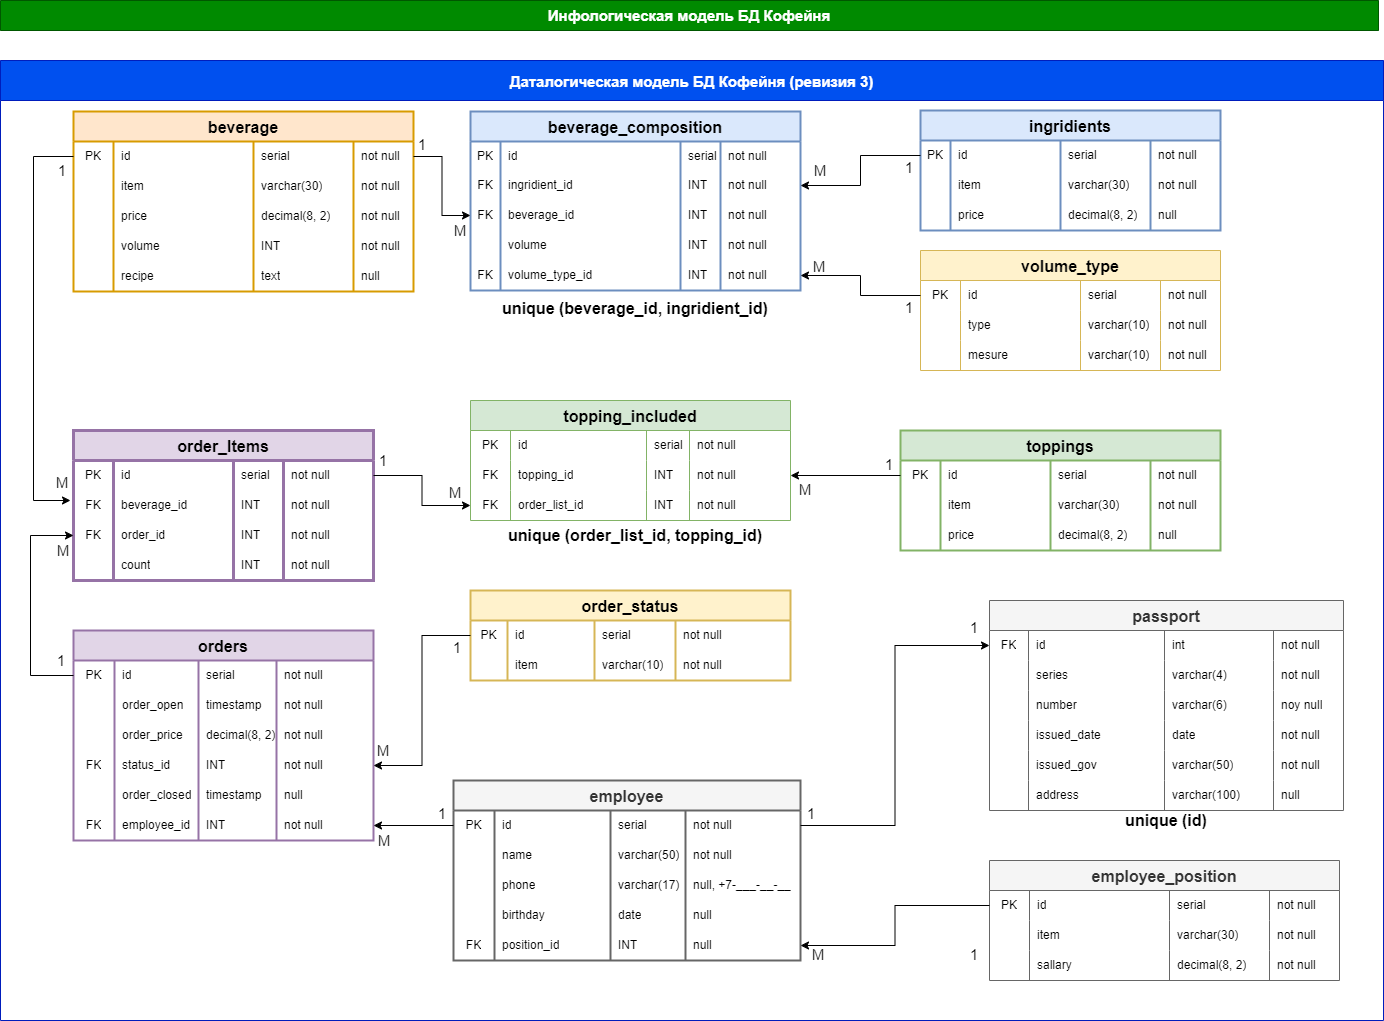 Инфологическая модель БД Кофейня
Даталогическая модель БД Кофейня (ревизия 3)
beverage
PK id serial not null
item varchar(30) not null
price decimal(8, 2) not null
volume INT not null
recipe text null
1
1
M
beverage_composition
PK id serial not null
FK ingridient_id INT not null
FK beverage_id INT not null
volume INT not null
FK volume_type_id INT not null
unique (beverage_id, ingridient_id)
M
1
ingridients
PK id serial not null
item varchar(30) not null
price decimal(8, 2) null
M
1
volume_type
PK id serial not null
type varchar(10) not null
mesure varchar(10) not null
order_Items
PK id serial not null
FK beverage_id INT not null
FK order_id INT not null
count INT not null
M
M
1
M
topping_included
PK id serial not null
FK topping_id INT not null
FK order_list_id INT not null
unique (order_list_id, topping_id)
1
M
toppings
PK id serial not null
item varchar(30) not null
price decimal(8, 2) null
order_status
PK id serial not null
item varchar(10) not null
1
M
1
orders
PK id serial not null
order_open timestamp not null
order_price decimal(8, 2) not null
FK status_id INT not null
order_closed timestamp null
FK employee_id INT not null
1
M
employee
PK id serial not null
name varchar(50) not null
phone varchar(17) null, +7-___-__-__
birthday date null
FK position_id INT null
1
1
passport
FK id int not null
series varchar(4) not null
number varchar(6) noy null
issued_date date not null
issued_gov varchar(50) not null
address varchar(100) null
unique (id)
M
1
employee_position
PK id serial not null
item varchar(30) not null
sallary decimal(8, 2) not null